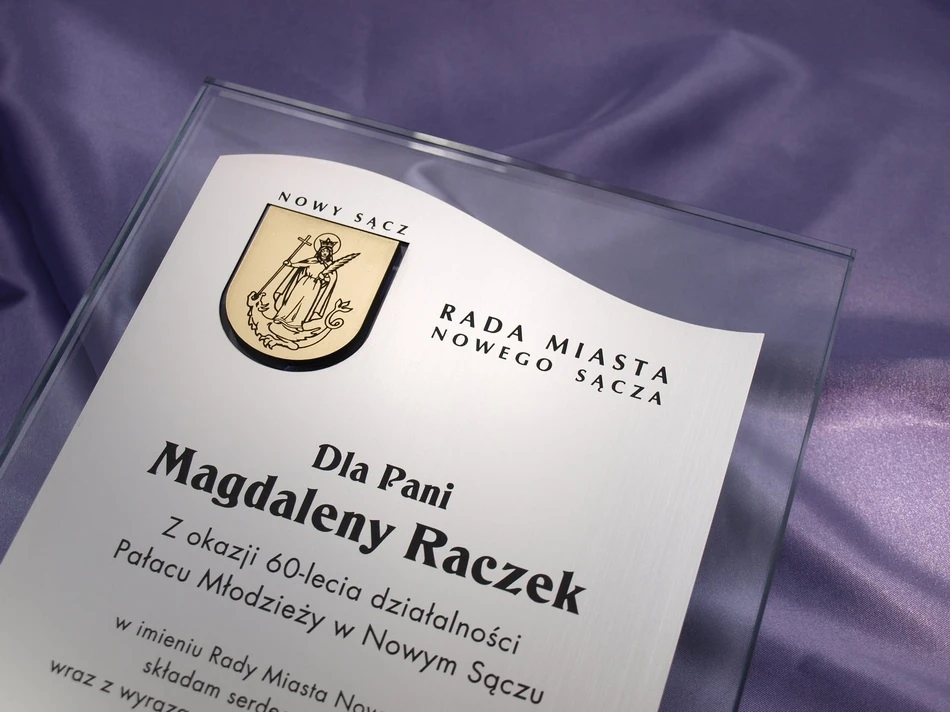 NOWY SĄCZ
RADA MIASTA
NOWEGO SĄCZA
Dla Pani
Magdaleny Raczek
Z okazji 60-lecia działalności
Pałacu Młodzieży w Nowym Sączu
w imieniu Rady Miasta
składam
wraz z